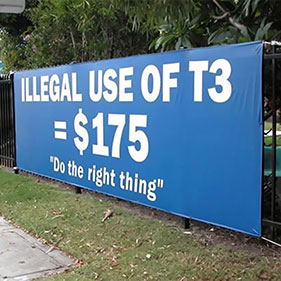 ILLEGAL USE OF T3
= $175
"Do the right thing"